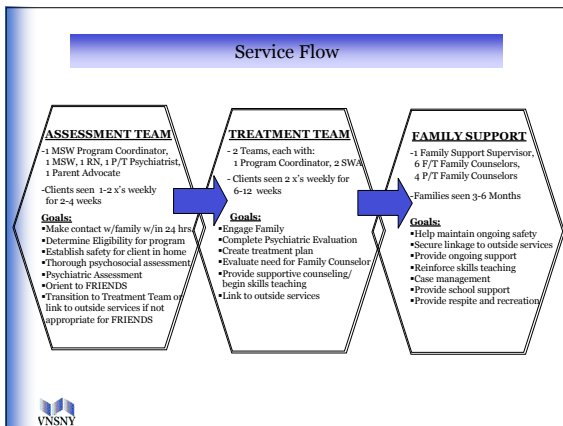 Service Flow
ASSESSMENT TEAM
-1 MSW Program Coordinator,
1 MSW, 1 RN, 1 P/T Psychiatrist,
1 Parent Advocate
-Clients seen 1-2 x's weekly
for 2-4 weeks
Goals:
▪Make contact w/family w/in 24 hrs.
▪Determine Eligibility for program
▪Establish safety for client in home
▪Thorough psychosocial assessment
▪Psychiatric Assessment
▪Orient to FRIENDS
▪Transition to Treatment Team or
link to outside services if not
appropriate for FRIENDS
TREATMENT TEAM
- 2 Teams, each with:
1 Program Coordinator, 2 SWA
- Clients seen 2 x's weekly for
6-12 weeks
Goals:
▪Engage Family
▪Complete Psychiatric Evaluation
▪Create treatment plan
▪Evaluate need for Family Counselor
▪Provide supportive counseling/
begin skills teaching
▪Link to outside services
FAMILY SUPPORT
-1 Family Support Supervisor,
6 F/T Family Counselors,
4 P/T Family Counselors
-Families seen 3-6 Months
Goals:
▪Help maintain ongoing safety
▪Secure linkage to outside services
▪Provide ongoing support
▪Reinforce skills teaching
▪Case management
▪Provide school support
▪Provide respite and recreation
VNSNY